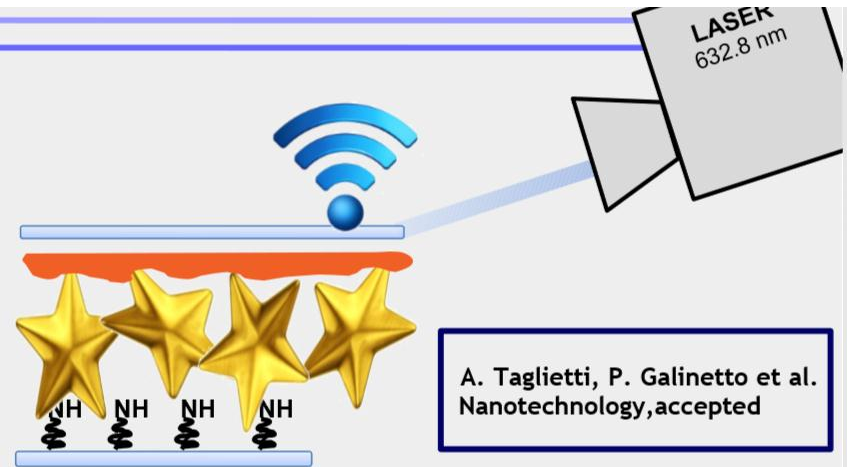 LASER
632.8 nm
NH NH NH NH
A. Taglietti, P. Galinetto et al.
Nanotechnology,accepted